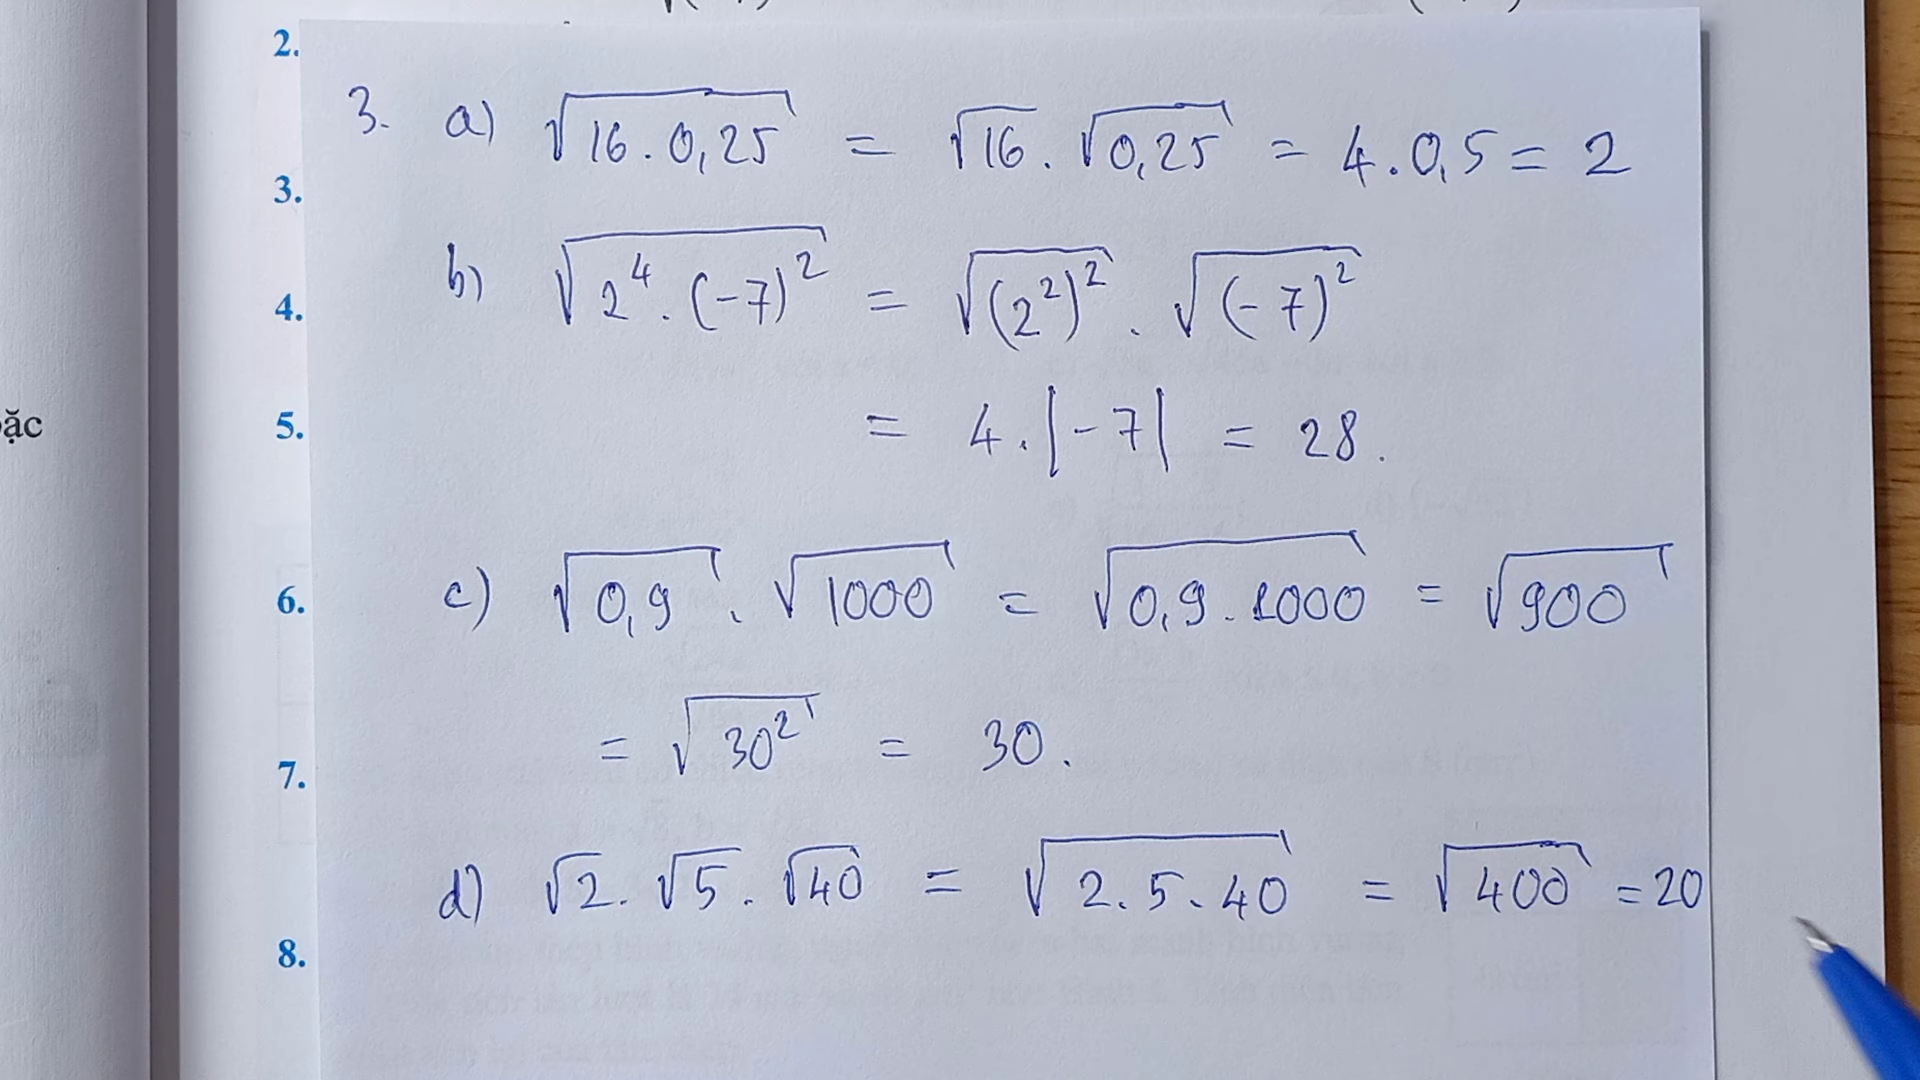 2.
3. a) √16.0,25 = √16 . √0,25 = 4.0,5 = 2
3.
b) √2⁴.(-7)² = √(2²)² . √(-7)²
4.
5.
ặc
= 4.|-7| = 28.
c) √0,9 . √1000 = √0,9.1000 = √900
6.
= √30² = 30.
7.
d) √2. √5. √40 = √2.5.40 = √400 = 20
8.